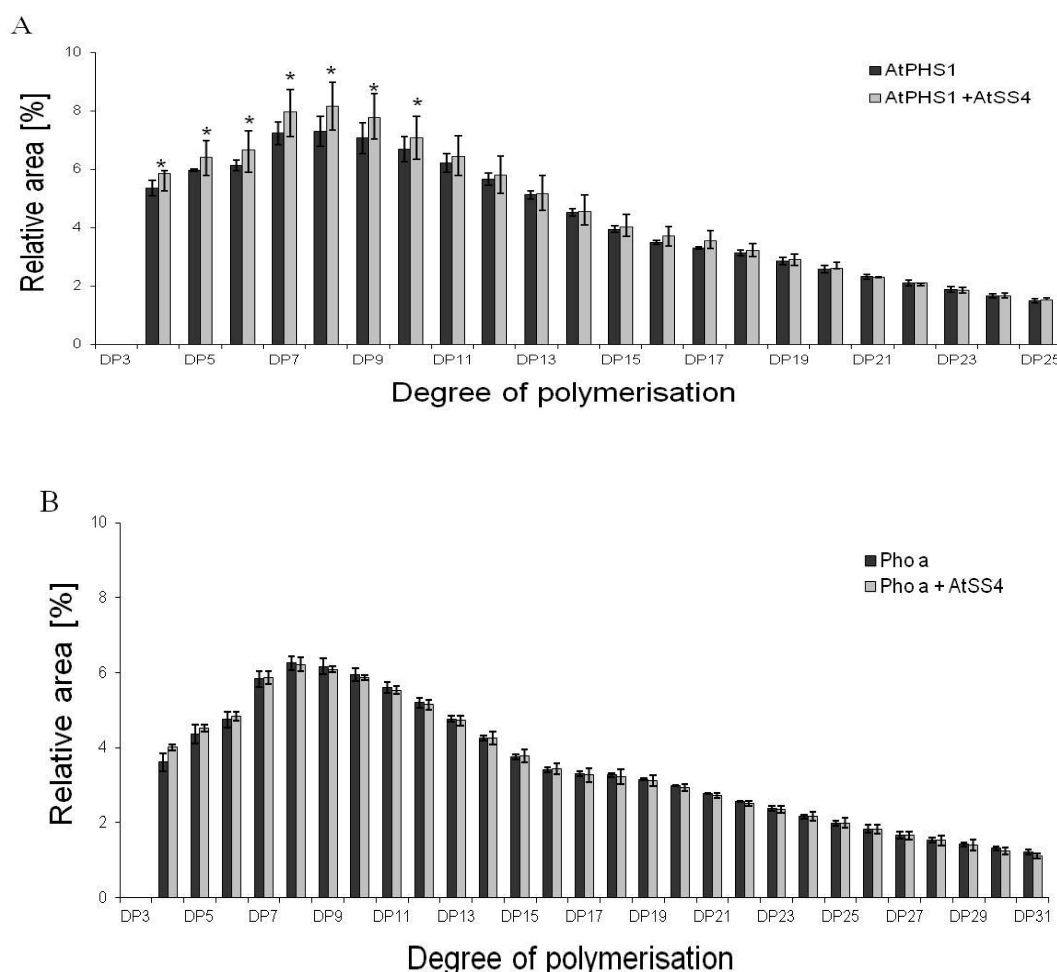 A
10
8
6
4
2
0
Relative area [%]
AtPHS1
AtPHS1 +AtSS4
* * * * * * *
DP3 DP5 DP7 DP9 DP11 DP13 DP15 DP17 DP19 DP21 DP23 DP25
Degree of polymerisation
B
10
8
6
4
2
0
Relative area [%]
Pho a
Pho a + AtSS4
DP3 DP5 DP7 DP9 DP11 DP13 DP15 DP17 DP19 DP21 DP23 DP25 DP27 DP29 DP31
Degree of polymerisation